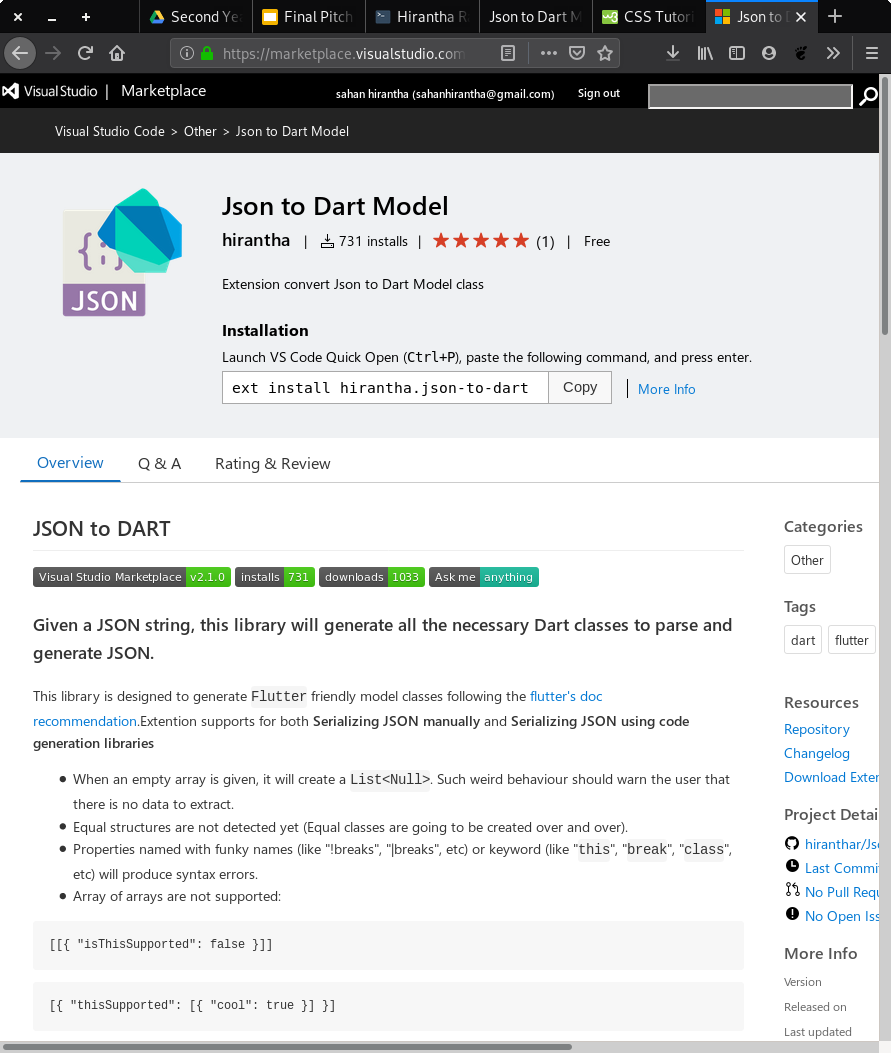 Second Ye
Final Pitch
Hirantha R
Json to Dart M
CSS Tutori
Json to D
https://marketplace.visualstudio.com
Visual Studio | Marketplace
sahan hirantha (sahanhirantha@gmail.com)
Sign out
Visual Studio Code > Other > Json to Dart Model
{:}
JSON
Json to Dart Model
hirantha | 731 installs | (1) | Free
Extension convert Json to Dart Model class
Installation
Launch VS Code Quick Open (Ctrl+P), paste the following command, and press enter.
ext install hirantha.json-to-dart
Copy
More Info
Overview
Q & A
Rating & Review
JSON to DART
Visual Studio Marketplace v2.1.0
installs 731
downloads 1033
Ask me anything
Given a JSON string, this library will generate all the necessary Dart classes to parse and
generate JSON.
This library is designed to generate Flutter friendly model classes following the flutter's doc
recommendation.Extention supports for both Serializing JSON manually and Serializing JSON using code
generation libraries
• When an empty array is given, it will create a List<Null>. Such weird behaviour should warn the user that
there is no data to extract.
• Equal structures are not detected yet (Equal classes are going to be created over and over).
• Properties named with funky names (like "!breaks", "|breaks", etc) or keyword (like "this", "break", "class",
etc) will produce syntax errors.
• Array of arrays are not supported:
[[{ "isThisSupported": false }]]
[{ "thisSupported": [{ "cool": true }] }]
Categories
Other
Tags
dart
flutter
Resources
Repository
Changelog
Download Exten
Project Detai
hiranthar/Jso
Last Commi
No Pull Requ
No Open Iss
More Info
Version
Released on
Last updated